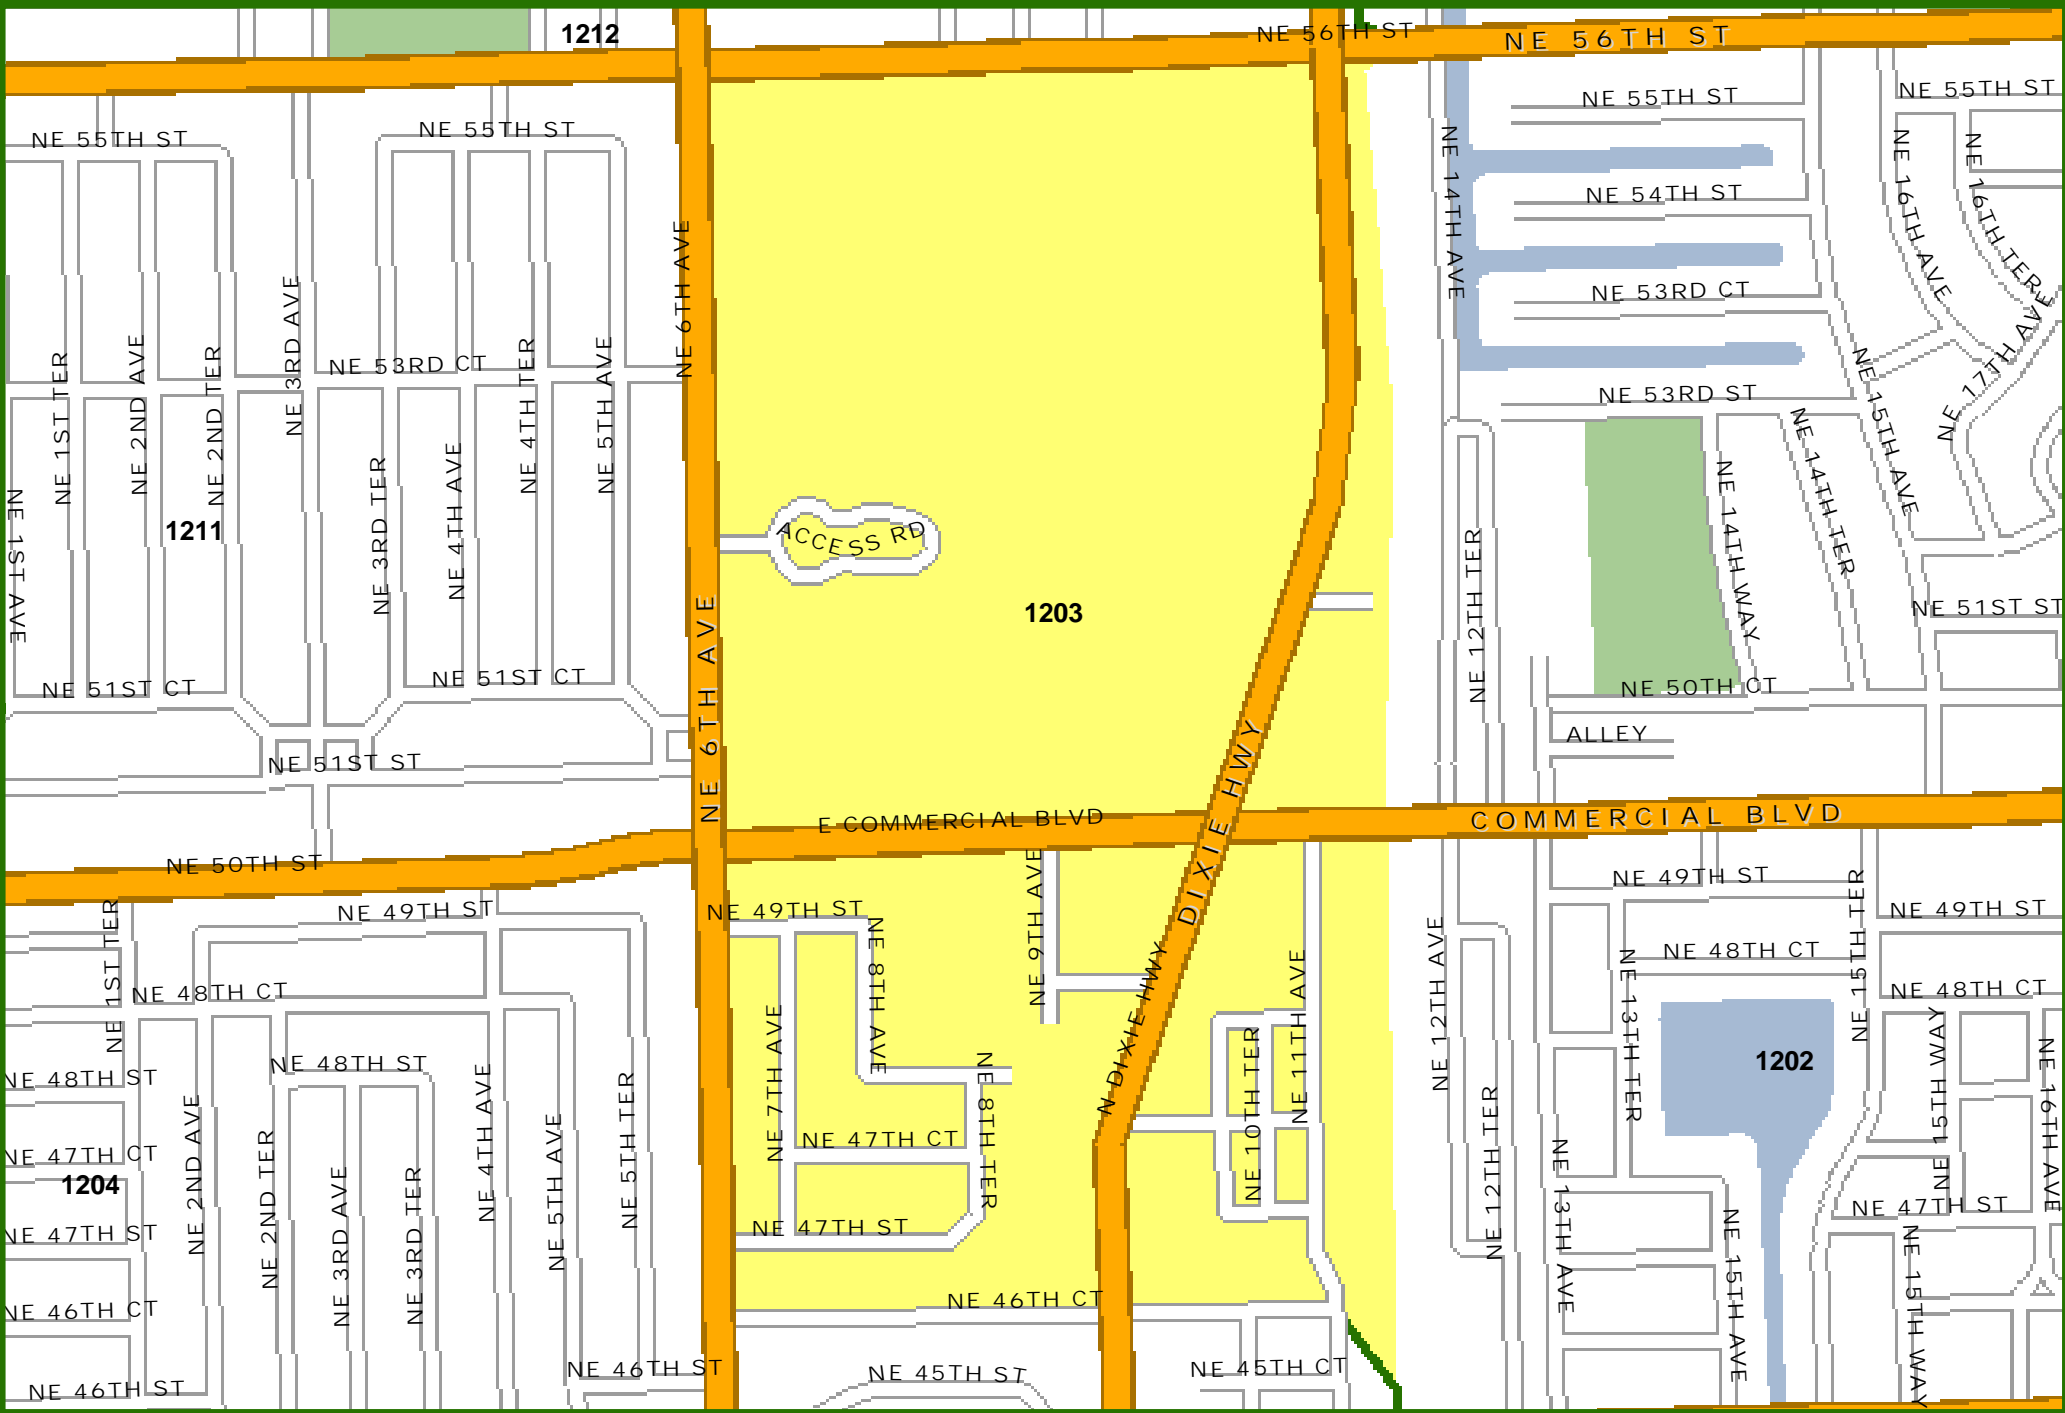 1212
NE 56TH ST
NE 56TH ST
NE 55TH ST
NE 55TH ST
NE 55TH ST
NE 55TH ST
NE 14TH AVE
NE 54TH ST
NE 16TH AVE
NE 16TH TER
NE 6TH AVE
NE 3RD AVE
NE 53RD CT
NE 17TH AVE
NE 1ST TER
NE 2ND AVE
NE 2ND TER
NE 53RD CT
NE 4TH TER
NE 5TH AVE
NE 53RD ST
NE 15TH AVE
NE 14TH TER
NE 3RD TER
NE 4TH AVE
NE 14TH WAY
NE 1ST AVE
1211
ACCESS RD
NE 12TH TER
1203
NE 51ST ST
NE 6TH AVE
NE 51ST CT
NE 51ST CT
NE 50TH CT
ALLEY
NE 51ST ST
DIXIE HWY
E COMMERCIAL BLVD
COMMERCIAL BLVD
NE 50TH ST
NE 49TH ST
NE 1ST TER
NE 49TH ST
NE 49TH ST
NE 8TH AVE
NE 9TH AVE
NE 15TH TER
NE 49TH ST
NE 48TH CT
NE 12TH AVE
NE 13TH TER
NE 48TH CT
NE 48TH CT
N DIXIE HWY
NE 11TH AVE
NE 7TH AVE
NE 10TH TER
NE 48TH ST
NE 48TH ST
NE 8TH TER
1202
NE 15TH WAY
NE 16TH AVE
NE 2ND AVE
NE 4TH AVE
NE 5TH TER
NE 12TH TER
NE 47TH CT
NE 47TH CT
1204
NE 2ND TER
NE 3RD AVE
NE 3RD TER
NE 5TH AVE
NE 13TH AVE
NE 47TH ST
NE 47TH ST
NE 47TH ST
NE 15TH AVE
NE 15TH WAY
NE 46TH CT
NE 46TH CT
NE 46TH ST
NE 46TH ST
NE 45TH ST
NE 45TH CT